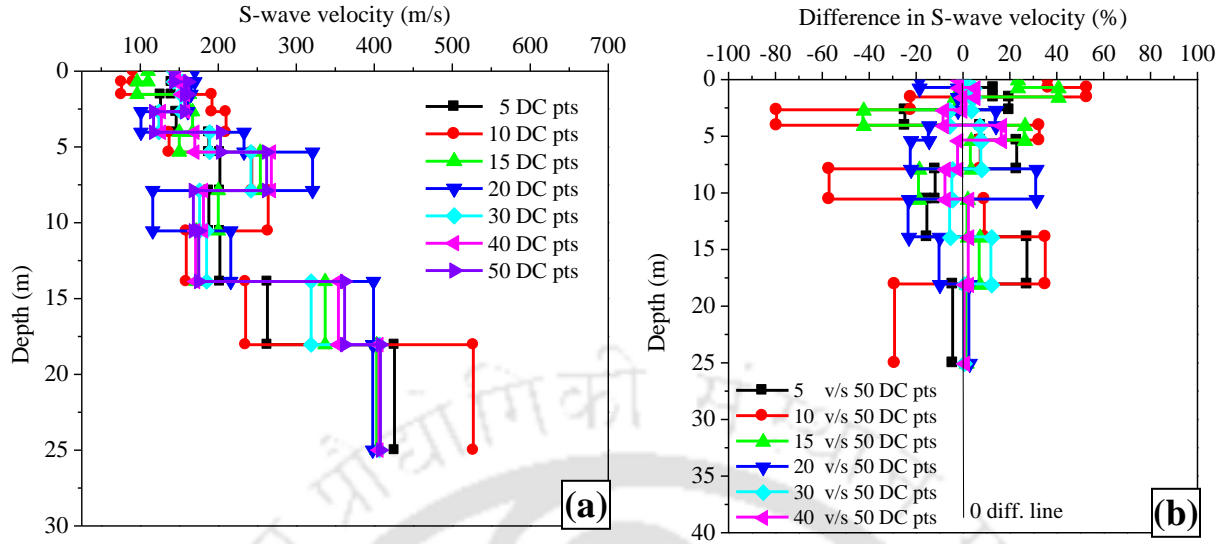 S-wave velocity (m/s)
100 200 300 400 500 600 700
0
5
10
15
20
25
30
Depth (m)
5 DC pts
10 DC pts
15 DC pts
20 DC pts
30 DC pts
40 DC pts
50 DC pts
(a)
Difference in S-wave velocity (%)
-100 -80 -60 -40 -20 0 20 40 60 80 100
0
5
10
15
20
25
30
35
40
Depth (m)
5 v/s 50 DC pts
10 v/s 50 DC pts
15 v/s 50 DC pts
20 v/s 50 DC pts
30 v/s 50 DC pts
40 v/s 50 DC pts
0 diff. line
(b)
प्रौद्योगिकी संस्थान